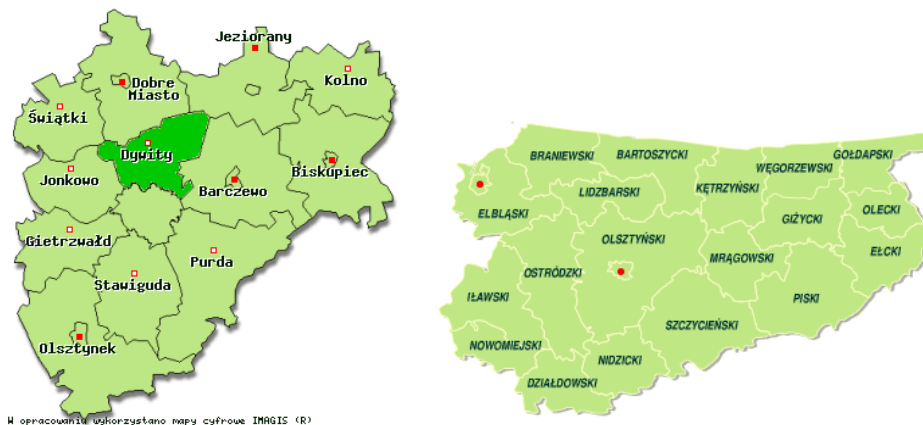 Jeziorany
Kolno
Dobre
Miasto
Świątki
Dywity
Biskupiec
Jonkowo
Barczewo
Gietrzwałd
Purda
Stawiguda
Olsztynek
W opracowaniu wykorzystano mapy cyfrowe IMAGIS (R)
GOŁDAPSKI
BRANIEWSKI
BARTOSZYCKI
WĘGORZEWSKI
KĘTRZYŃSKI
LIDZBARSKI
OLECKI
ELBLĄSKI
GIŻYCKI
OLSZTYŃSKI
EŁCKI
MRĄGOWSKI
OSTRÓDZKI
IŁAWSKI
PISKI
SZCZYCIEŃSKI
NOWOMIEJSKI
NIDZICKI
DZIAŁDOWSKI